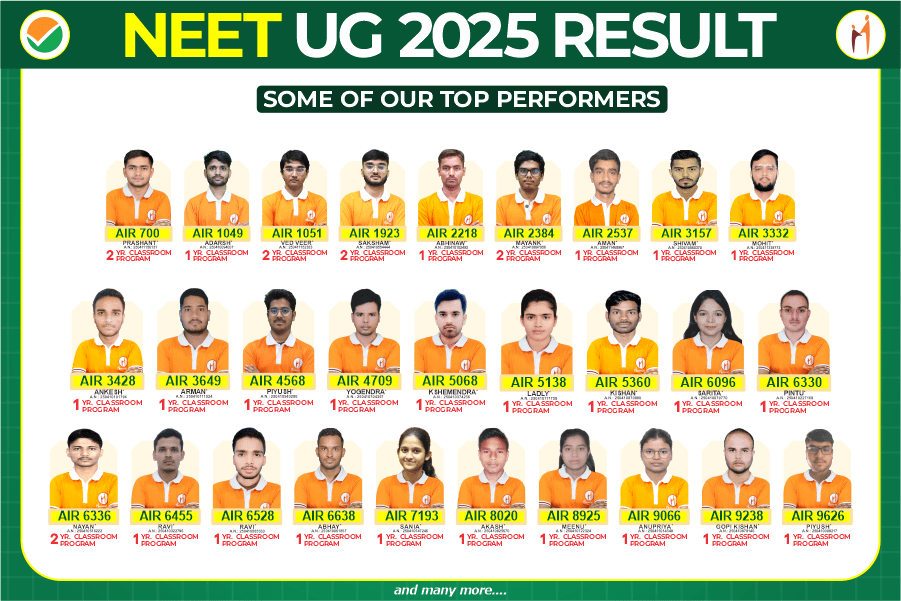 NEET UG 2025 RESULT
SOME OF OUR TOP PERFORMERS
AIR 700 AIR 1049 AIR 1051 AIR 1923 AIR 2218 AIR 2384 AIR 2537 AIR 3157 AIR 3332
PRASHANT* ADARSH* VED VEER* SAKSHAM* ABHINAW* MAYANK* AMAN* SHIVAM* MOHIT*
2 YR. CLASSROOM PROGRAM 1 YR. CLASSROOM PROGRAM 2 YR. CLASSROOM PROGRAM 2 YR. CLASSROOM PROGRAM 1 YR. CLASSROOM PROGRAM 2 YR. CLASSROOM PROGRAM 1 YR. CLASSROOM PROGRAM 1 YR. CLASSROOM PROGRAM 1 YR. CLASSROOM PROGRAM
AIR 3428 AIR 3649 AIR 4568 AIR 4709 AIR 5068 AIR 5138 AIR 5360 AIR 6096 AIR 6330
ANKESH* ARMAN* PIYUSH* YOGENDRA* KSHEMENDRA* LADLY* KISHAN* SARITA* PINTU*
1 YR. CLASSROOM PROGRAM 1 YR. CLASSROOM PROGRAM 1 YR. CLASSROOM PROGRAM 1 YR. CLASSROOM PROGRAM 1 YR. CLASSROOM PROGRAM 1 YR. CLASSROOM PROGRAM 1 YR. CLASSROOM PROGRAM 1 YR. CLASSROOM PROGRAM 1 YR. CLASSROOM PROGRAM
AIR 6336 AIR 6455 AIR 6528 AIR 6638 AIR 7193 AIR 8020 AIR 8925 AIR 9066 AIR 9238 AIR 9626
NAYAN* RAVI* RAVI* ABHAY* SANIA* AKASH* MEENU* ANUPRIYA* GOPI KISHAN* PIYUSH*
2 YR. CLASSROOM PROGRAM 1 YR. CLASSROOM PROGRAM 1 YR. CLASSROOM PROGRAM 1 YR. CLASSROOM PROGRAM 1 YR. CLASSROOM PROGRAM 1 YR. CLASSROOM PROGRAM 1 YR. CLASSROOM PROGRAM 1 YR. CLASSROOM PROGRAM 1 YR. CLASSROOM PROGRAM 1 YR. CLASSROOM PROGRAM
and many more....